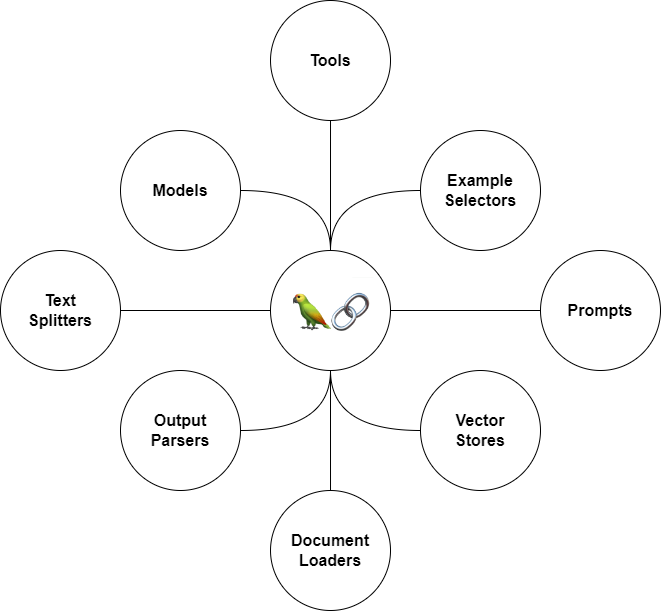 Tools
Models
Example
Selectors
Text
Splitters
Prompts
Output
Parsers
Vector
Stores
Document
Loaders